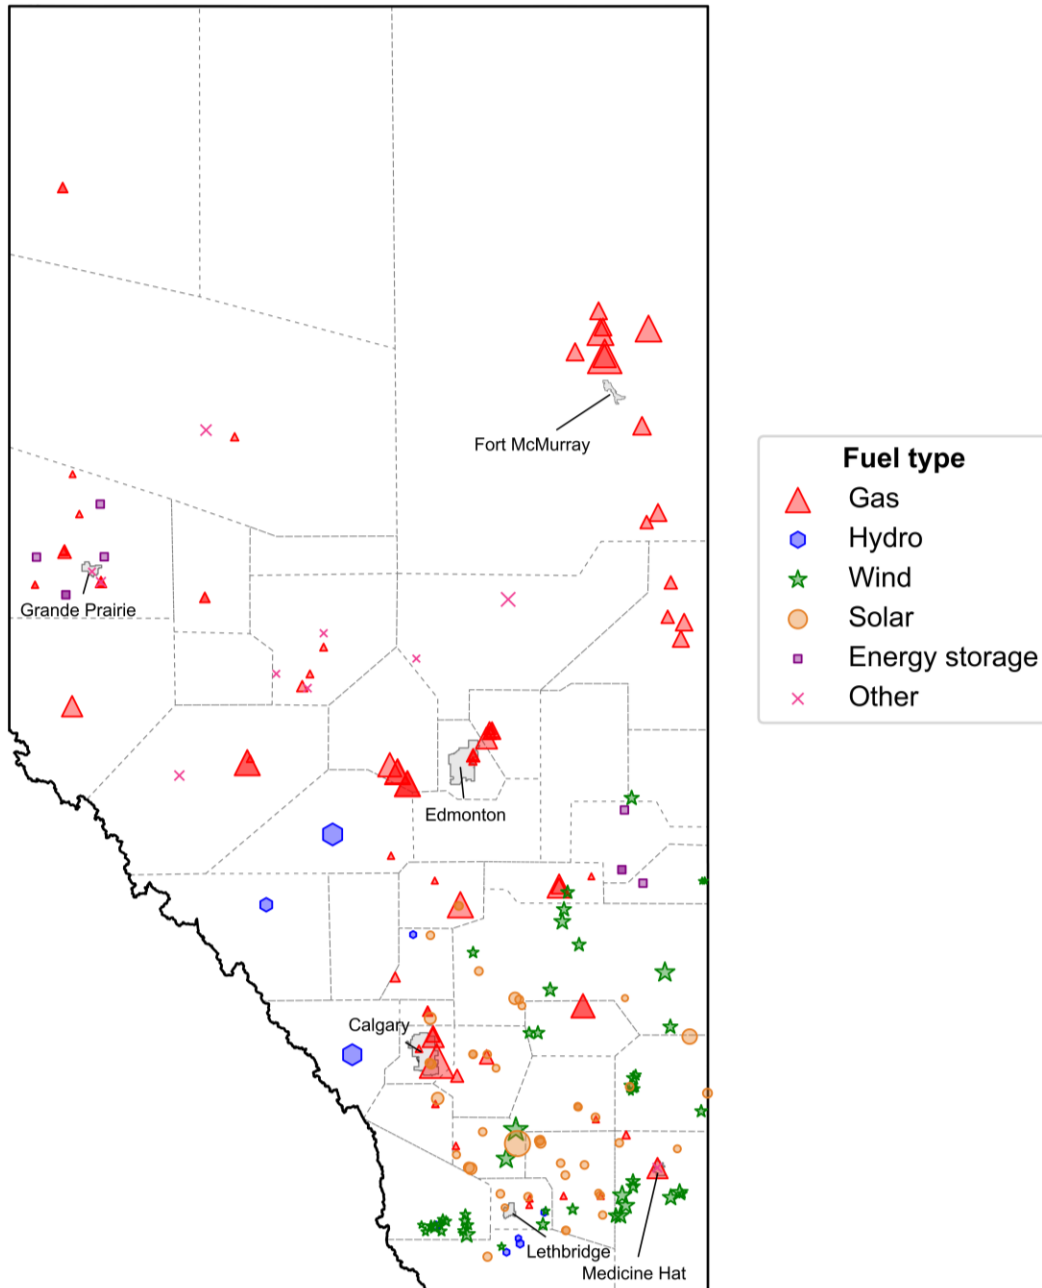 Fort McMurray
Fuel type
Gas
Hydro
Wind
Solar
Energy storage
Other
Grande Prairie
Edmonton
Calgary
Lethbridge
Medicine Hat